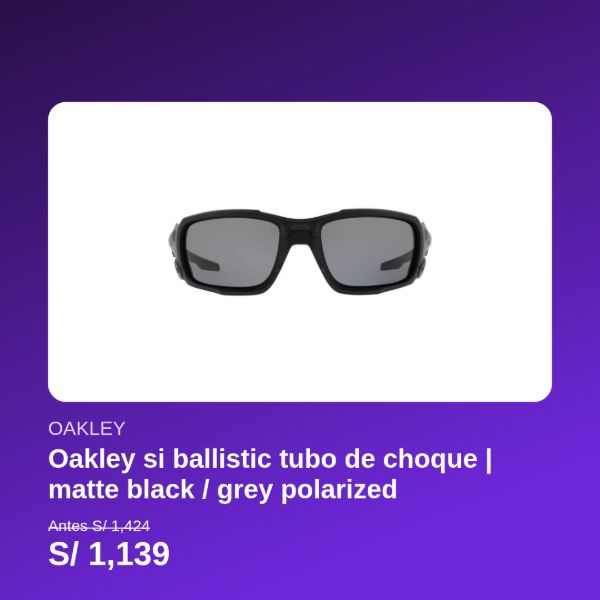 OAKLEY
Oakley si ballistic tubo de choque |
matte black / grey polarized
Antes S/ 1,424
S/ 1,139